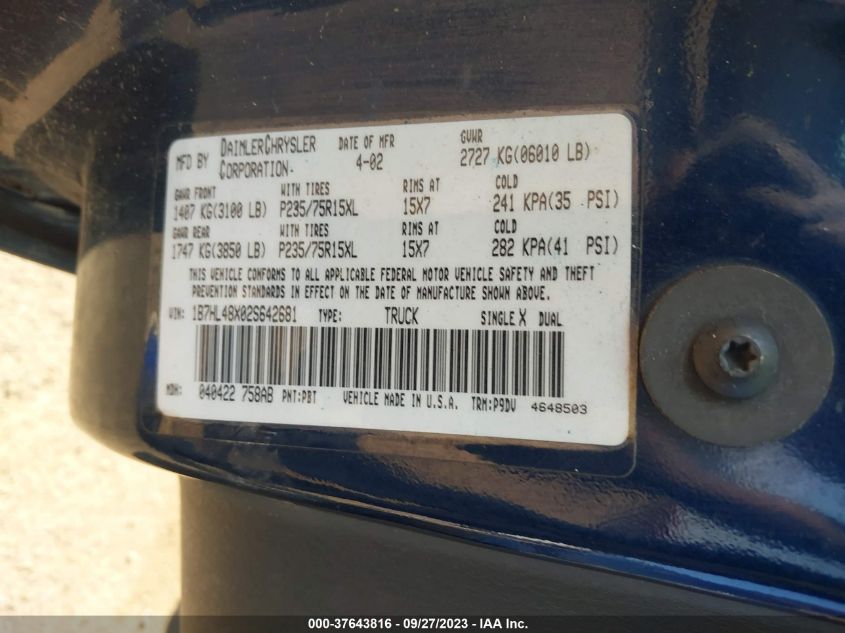 MFD BY DAIMLERCHRYSLER CORPORATION DATE OF MFR 4-02 GVWR 2727 KG(06010 LB)
GAWR FRONT WITH TIRES RIMS AT COLD
1407 KG(3100 LB) P235/75R15XL 15X7 241 KPA(35 PSI)
GAWR REAR WITH TIRES RIMS AT COLD
1747 KG(3850 LB) P235/75R15XL 15X7 282 KPA(41 PSI)
THIS VEHICLE CONFORMS TO ALL APPLICABLE FEDERAL MOTOR VEHICLE SAFETY AND THEFT
PREVENTION STANDARDS IN EFFECT ON THE DATE OF MANUFACTURE SHOWN ABOVE.
VIN: 1B7HL48X02S642681 TYPE: TRUCK SINGLE X DUAL
MDH: 040422 758AB PNT:PBT VEHICLE MADE IN U.S.A. TRM:P9DV 4648503
000-37643816 - 09/27/2023 - IAA Inc.